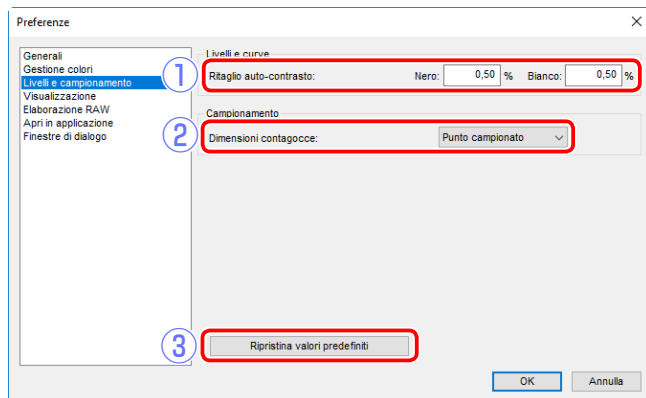 Preferenze
Generali
Gestione colori
Livelli e campionamento
Visualizzazione
Elaborazione RAW
Apri in applicazione
Finestre di dialogo
Livelli e curve
1
Ritaglio auto-contrasto: Nero: 0,50 % Bianco: 0,50 %
Campionamento
2
Dimensioni contagocce: Punto campionato
3
Ripristina valori predefiniti
OK Annulla